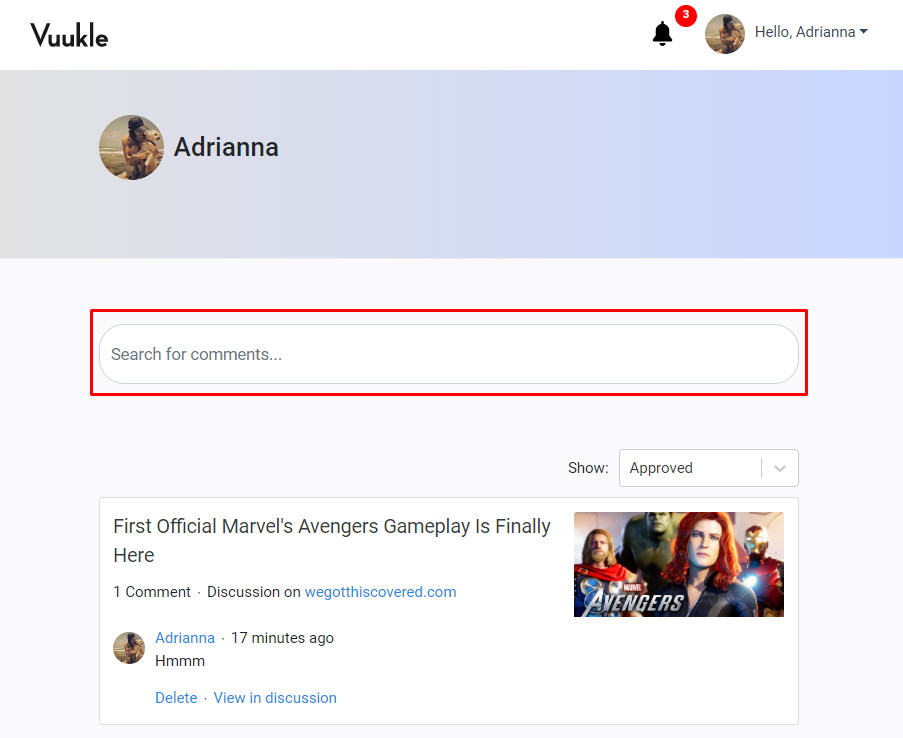 Vuukle
3
Hello, Adrianna
Adrianna
Search for comments...
Show:
Approved
First Official Marvel's Avengers Gameplay Is Finally
Here
1 Comment · Discussion on wegotthiscovered.com
MARVEL
AVENGERS
Adrianna · 17 minutes ago
Hmmm
Delete · View in discussion